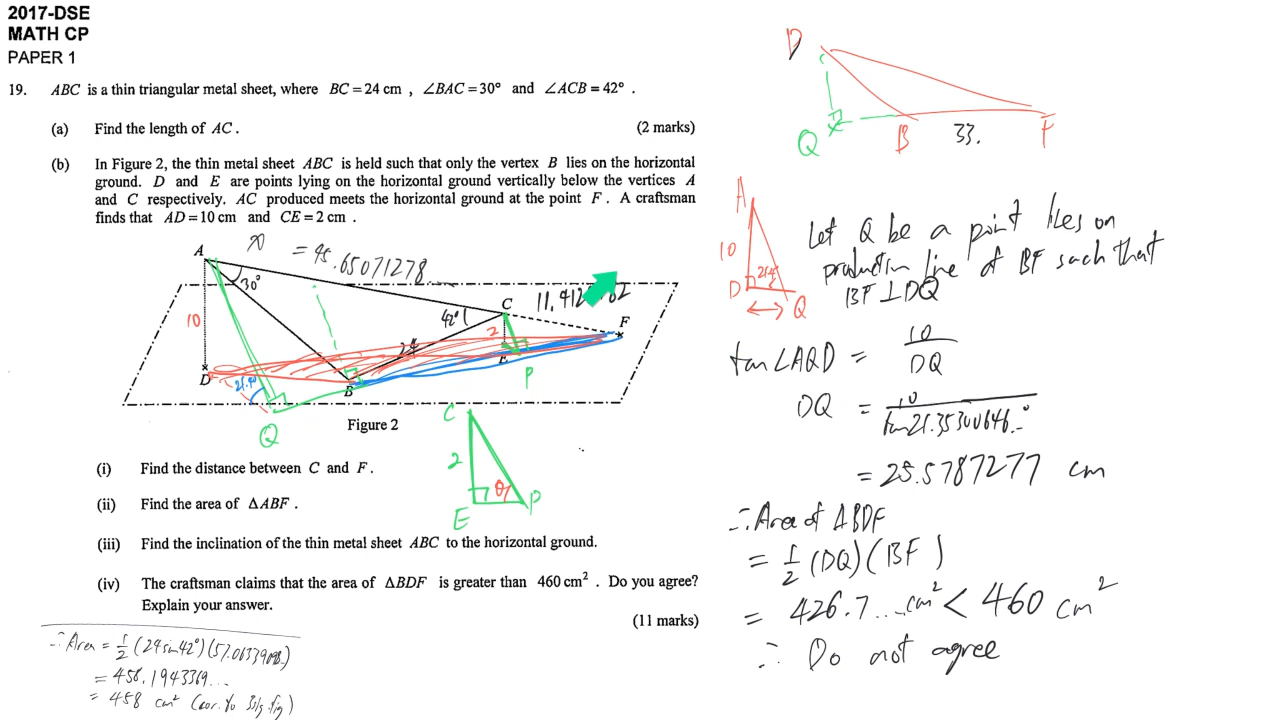 2017-DSE
MATH CP
PAPER 1
19. ABC is a thin triangular metal sheet, where BC = 24 cm , ∠BAC = 30° and ∠ACB = 42° .
(a) Find the length of AC . (2 marks)
(b) In Figure 2, the thin metal sheet ABC is held such that only the vertex B lies on the horizontal
ground. D and E are points lying on the horizontal ground vertically below the vertices A
and C respectively. AC produced meets the horizontal ground at the point F . A craftsman
finds that AD = 10 cm and CE = 2 cm .
= 45.65071278...
A
30°
10
42°
C
2
F
D
E
B
P
Q
Figure 2
C
2
θ
E
P
(i) Find the distance between C and F .
(ii) Find the area of ΔABF .
(iii) Find the inclination of the thin metal sheet ABC to the horizontal ground.
(iv) The craftsman claims that the area of ΔBDF is greater than 460 cm² . Do you agree?
Explain your answer.
(11 marks)
∴ Area = 1/2 (24 sin 42°)(57.06339098.)
= 458.1943369...
= 458 cm² (cor. to 3 sig. fig)
D
Q
B
33.
F
A
10
D
Q
Let Q be a point lies on
production line of BF such that
BF ⊥ DQ
tan∠AQD = 10/DQ
DQ = 10/tan21.35300646...°
= 25.5787277 cm
∴ Area of ΔBDF
= 1/2 (DQ)(BF)
= 426.7... cm² < 460 cm²
∴ Do not agree